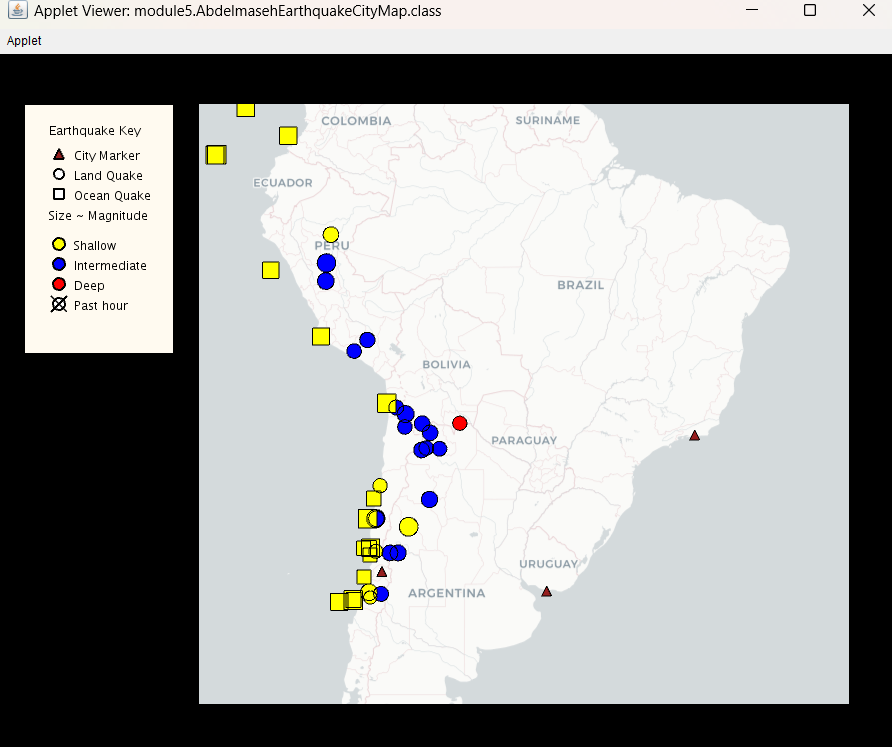 Applet Viewer: module5.AbdelmasehEarthquakeCityMap.class
Applet
Earthquake Key
City Marker
Land Quake
Ocean Quake
Size ~ Magnitude
Shallow
Intermediate
Deep
Past hour
COLOMBIA
SURINAME
ECUADOR
PERU
BRAZIL
BOLIVIA
PARAGUAY
URUGUAY
ARGENTINA